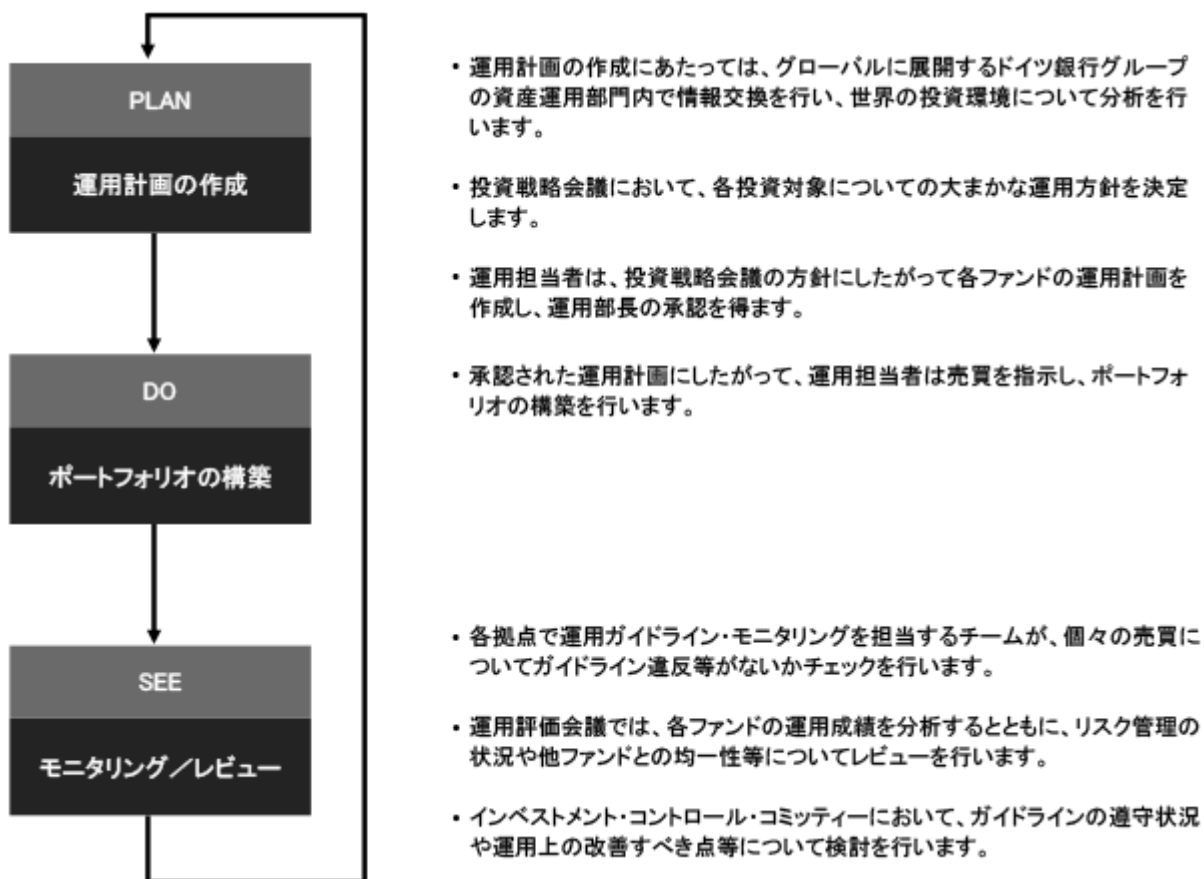 PLAN
運用計画の作成
・運用計画の作成にあたっては、グローバルに展開するドイツ銀行グループ
の資産運用部門内で情報交換を行い、世界の投資環境について分析を行
います。
・投資戦略会議において、各投資対象についての大まかな運用方針を決定
します。
・運用担当者は、投資戦略会議の方針にしたがって各ファンドの運用計画を
作成し、運用部長の承認を得ます。
DO
ポートフォリオの構築
・承認された運用計画にしたがって、運用担当者は売買を指示し、ポートフォ
リオの構築を行います。
SEE
モニタリング／レビュー
・各拠点で運用ガイドライン・モニタリングを担当するチームが、個々の売買に
ついてガイドライン違反等がないかチェックを行います。
・運用評価会議では、各ファンドの運用成績を分析するとともに、リスク管理の
状況や他ファンドとの均一性等についてレビューを行います。
・インベストメント・コントロール・コミッティーにおいて、ガイドラインの遵守状況
や運用上の改善すべき点等について検討を行います。